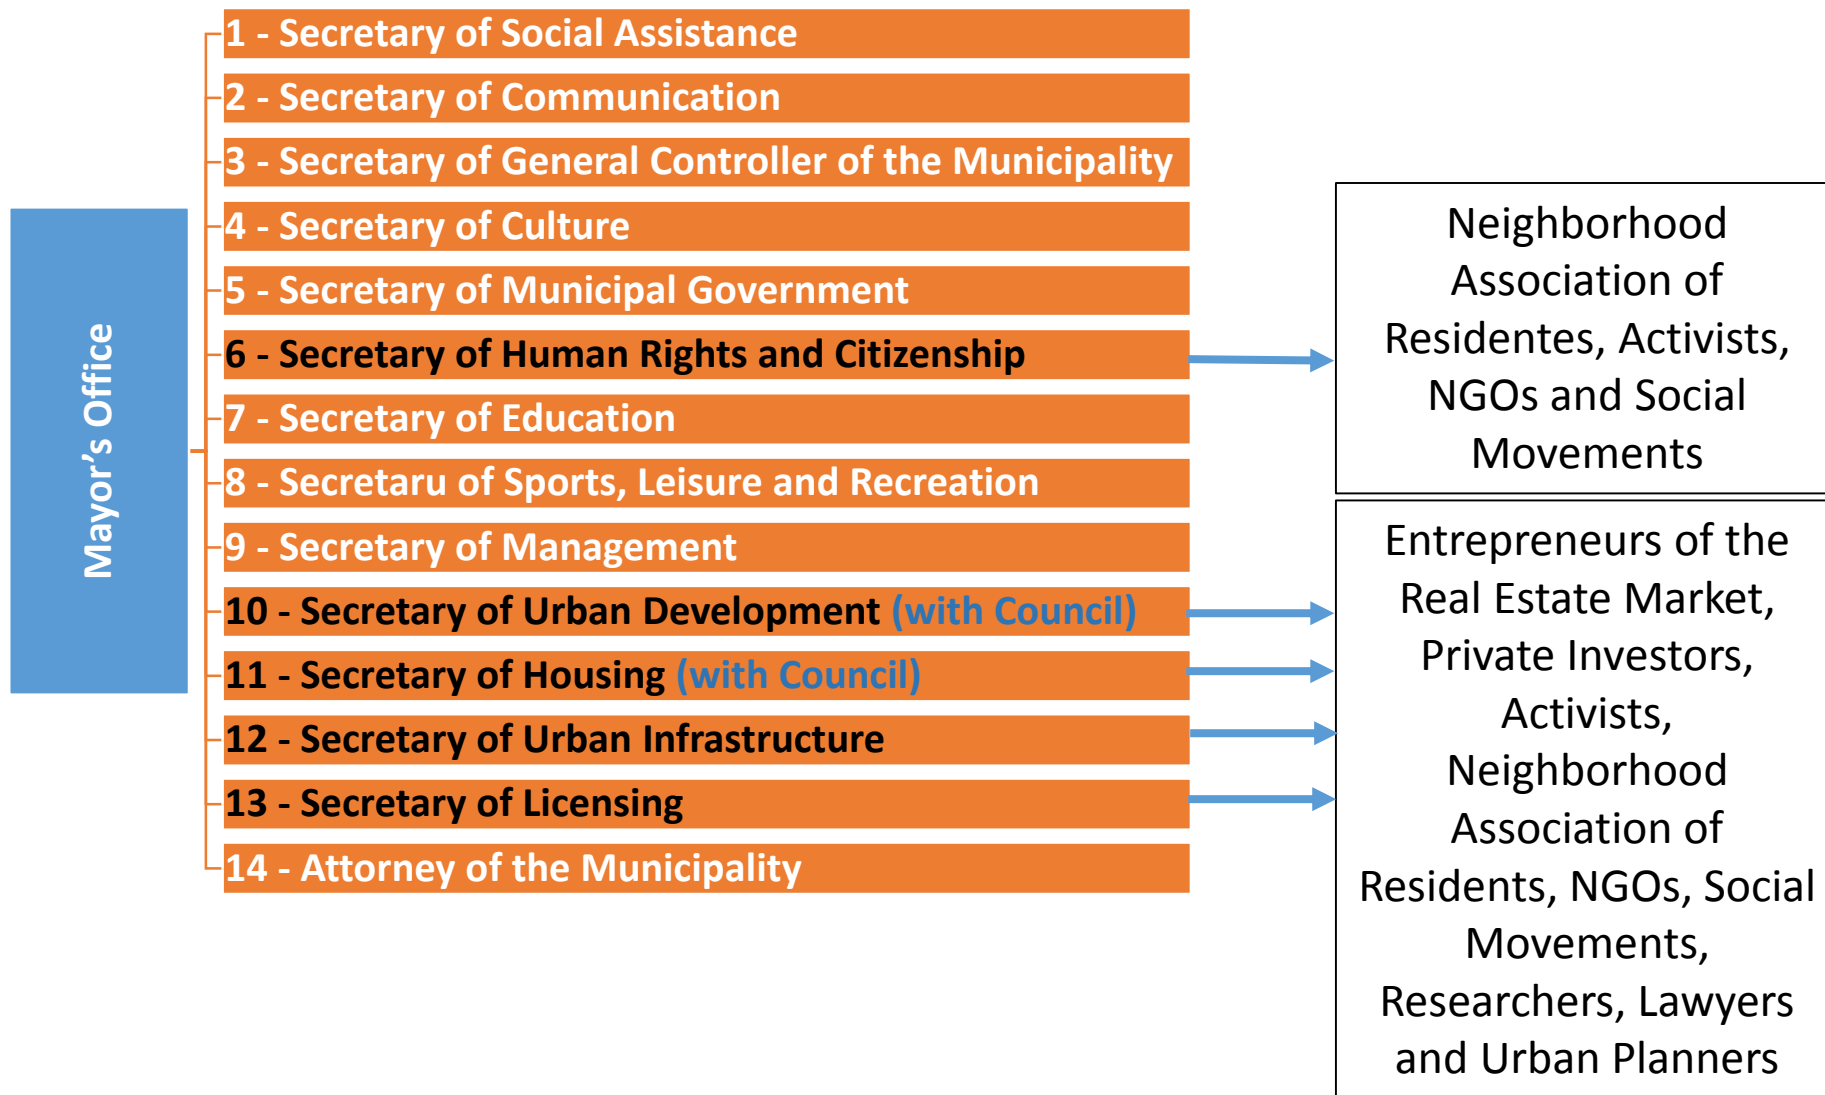 Mayor's Office
1 - Secretary of Social Assistance
2 - Secretary of Communication
3 - Secretary of General Controller of the Municipality
4 - Secretary of Culture
5 - Secretary of Municipal Government
6 - Secretary of Human Rights and Citizenship
7 - Secretary of Education
8 - Secretaru of Sports, Leisure and Recreation
9 - Secretary of Management
10 - Secretary of Urban Development (with Council)
11 - Secretary of Housing (with Council)
12 - Secretary of Urban Infrastructure
13 - Secretary of Licensing
14 - Attorney of the Municipality
Neighborhood
Association of
Residentes, Activists,
NGOs and Social
Movements
Entrepreneurs of the
Real Estate Market,
Private Investors,
Activists,
Neighborhood
Association of
Residents, NGOs, Social
Movements,
Researchers, Lawyers
and Urban Planners